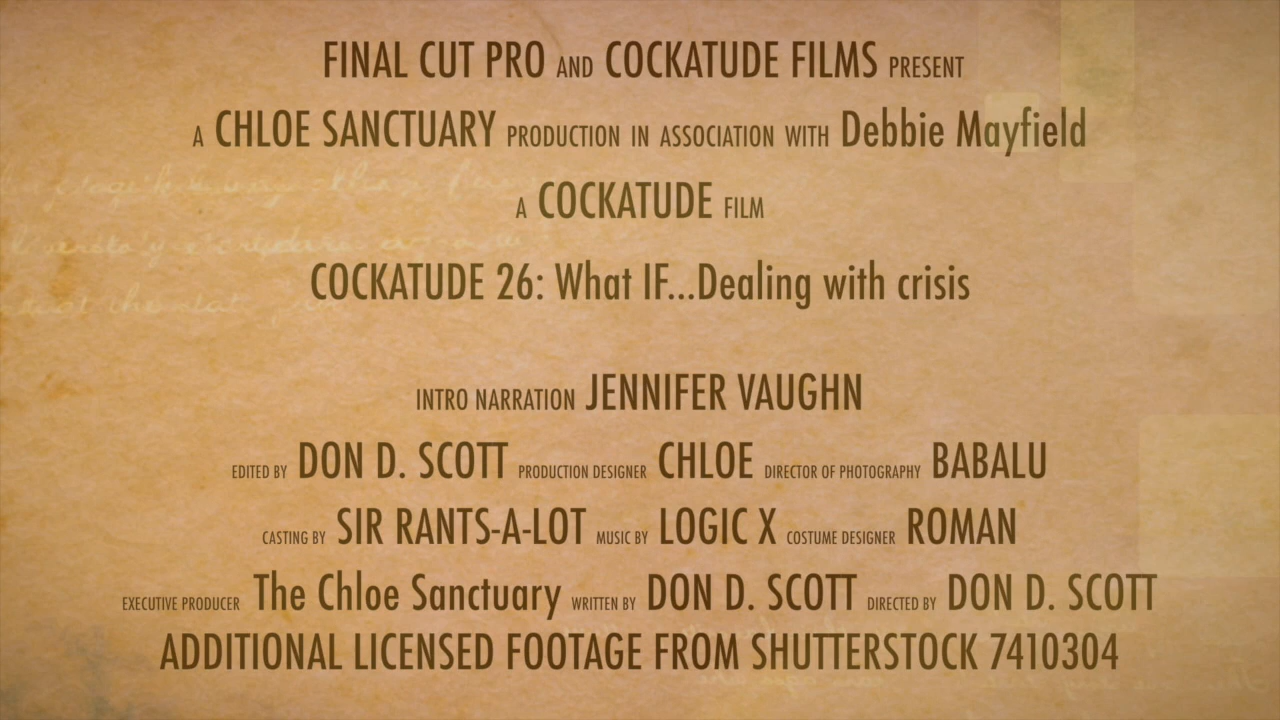 FINAL CUT PRO AND COCKATUDE FILMS PRESENT
A CHLOE SANCTUARY PRODUCTION IN ASSOCIATION WITH Debbie Mayfield
A COCKATUDE FILM
COCKATUDE 26: What IF...Dealing with crisis
INTRO NARRATION JENNIFER VAUGHN
EDITED BY DON D. SCOTT PRODUCTION DESIGNER CHLOE DIRECTOR OF PHOTOGRAPHY BABALU
CASTING BY SIR RANTS-A-LOT MUSIC BY LOGIC X COSTUME DESIGNER ROMAN
EXECUTIVE PRODUCER The Chloe Sanctuary WRITTEN BY DON D. SCOTT DIRECTED BY DON D. SCOTT
ADDITIONAL LICENSED FOOTAGE FROM SHUTTERSTOCK 7410304